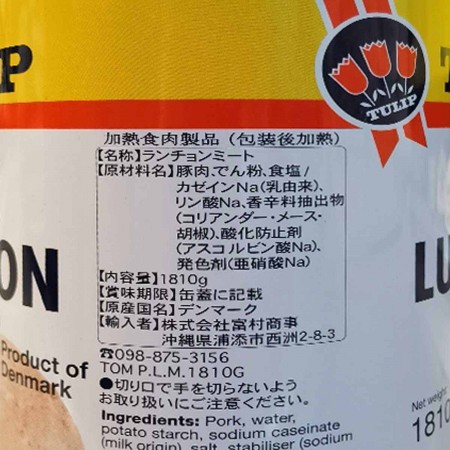 IP
TULIP
加熱食肉製品(包装後加熱)
【名称】ランチョンミート
【原材料名】豚肉、でん粉、食塩/
カゼインNa(乳由来)、
リン酸Na、香辛料抽出物
(コリアンダー・メース・
胡椒)、酸化防止剤
(アスコルビン酸Na)、
発色剤(亜硝酸Na)
【内容量】1810g
【賞味期限】缶蓋に記載
【原産国名】デンマーク
【輸入者】株式会社富村商事
沖縄県浦添市西洲2-8-3
☎098-875-3156
TOM P.L.M.1810G
●切り口で手を切らないよう
お取り扱いにご注意ください。
Ingredients: Pork, water,
potato starch, sodium caseinate
(milk origin), salt, stabiliser (sodium
ON
Product of
Denmark
LU
Net weight
1810